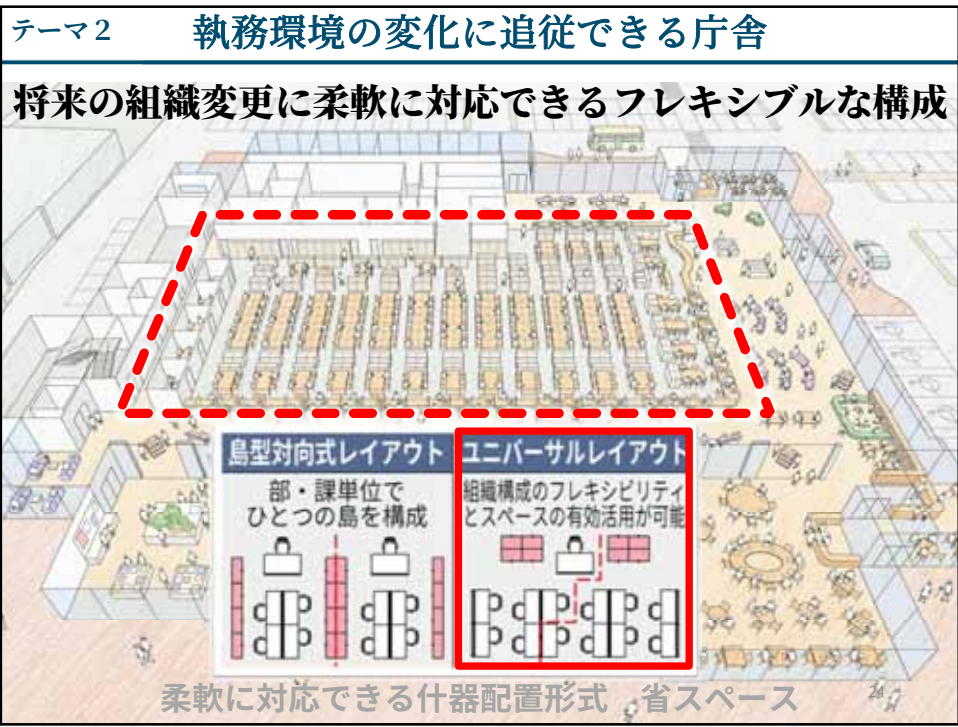 テーマ2
執務環境の変化に追従できる庁舎
将来の組織変更に柔軟に対応できるフレキシブルな構成
島型対向式レイアウト
部・課単位で
ひとつの島を構成
ユニバーサルレイアウト
組織構成のフレキシビリティ
とスペースの有効活用が可能
柔軟に対応できる什器配置形式 省スペース